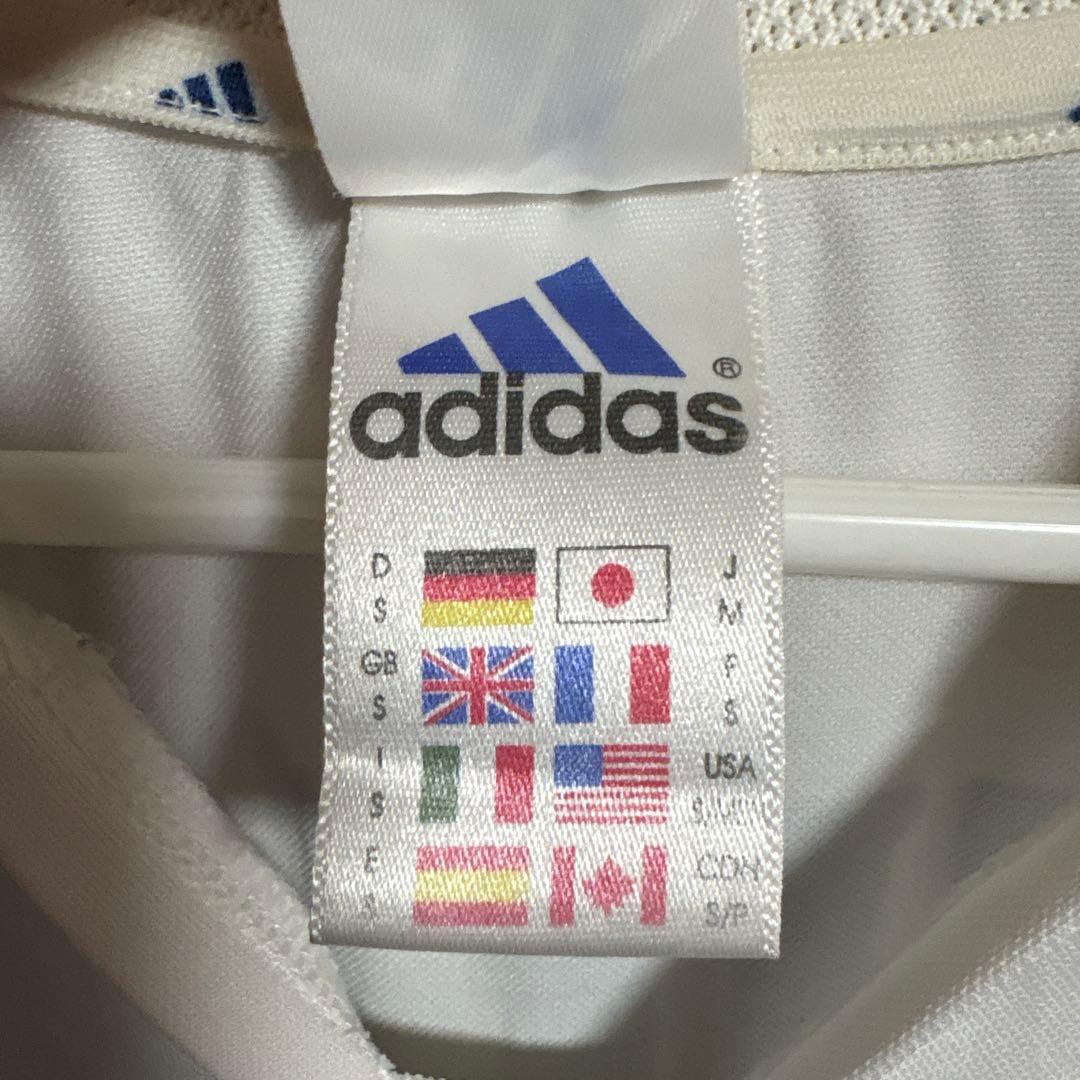 adidas®
D J
S M
GB F
S S
I USA
S
E CDN
S S/P